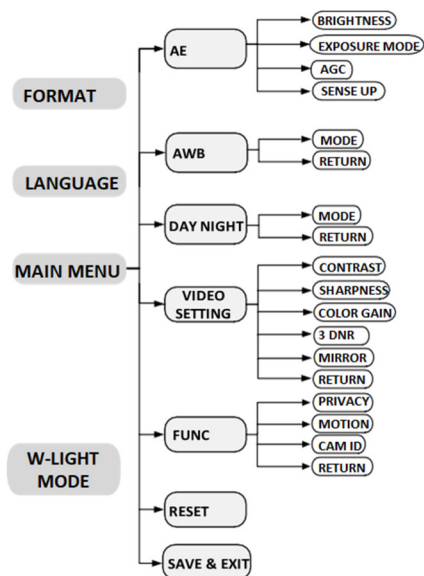 FORMAT
LANGUAGE
MAIN MENU
W-LIGHT
MODE
AE
BRIGHTNESS
EXPOSURE MODE
AGC
SENSE UP
AWB
MODE
RETURN
DAY NIGHT
MODE
RETURN
VIDEO
SETTING
CONTRAST
SHARPNESS
COLOR GAIN
3 DNR
MIRROR
RETURN
FUNC
PRIVACY
MOTION
CAM ID
RETURN
RESET
SAVE & EXIT